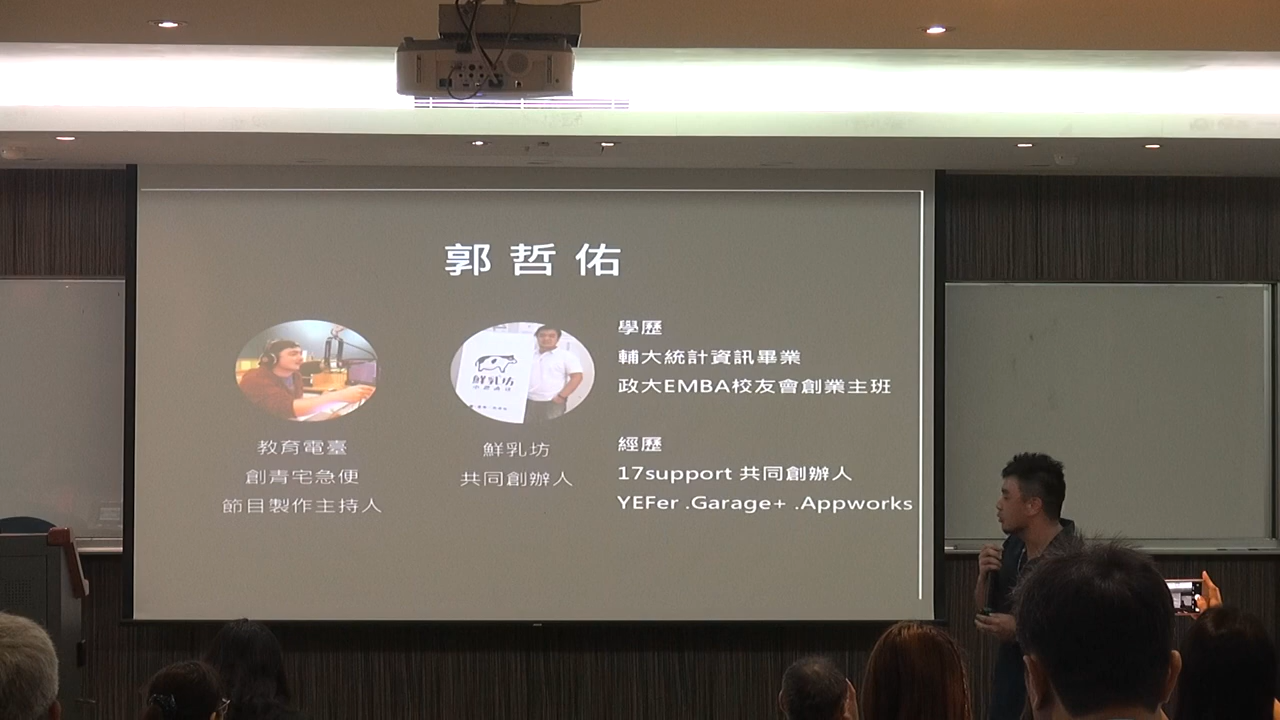 郭哲佑
學歷
輔大統計資訊畢業
政大EMBA校友會創業主班
經歷
17support 共同創辦人
YEFer .Garage+ .Appworks
教育電臺
創青宅急便
節目製作主持人
鮮乳坊
鮮乳坊
共同創辦人